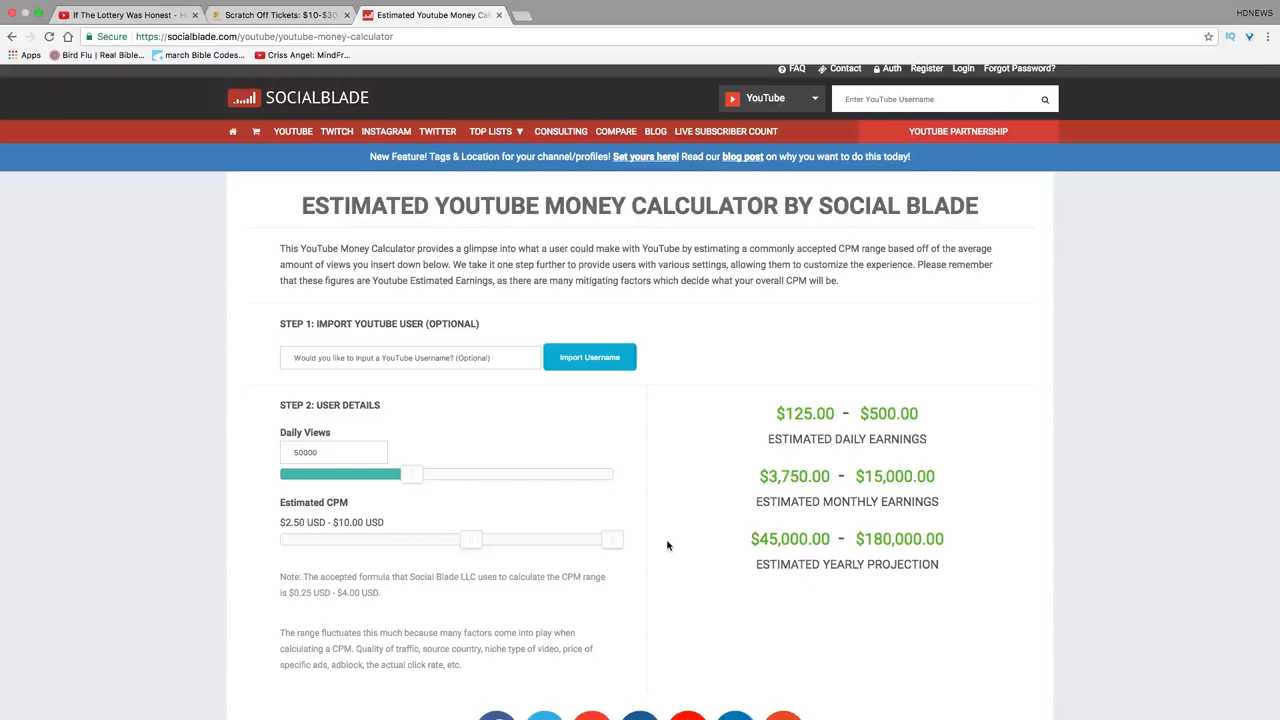 If The Lottery Was Honest - H
Scratch Off Tickets: $10-$30
Estimated Youtube Money Calc
HDNEWS
Secure
https://socialblade.com/youtube/youtube-money-calculator
IQ
Apps
Bird Flu | Real Bible...
march Bible Codes...
Criss Angel: MindFr...
FAQ
Contact
Auth
Register
Login
Forgot Password?
SOCIALBLADE
YouTube
Enter YouTube Username
YOUTUBE
TWITCH
INSTAGRAM
TWITTER
TOP LISTS ▼
CONSULTING
COMPARE
BLOG
LIVE SUBSCRIBER COUNT
YOUTUBE PARTNERSHIP
New Feature! Tags & Location for your channel/profiles! Set yours here! Read our blog post on why you want to do this today!
ESTIMATED YOUTUBE MONEY CALCULATOR BY SOCIAL BLADE
This YouTube Money Calculator provides a glimpse into what a user could make with YouTube by estimating a commonly accepted CPM range based off of the average
amount of views you insert down below. We take it one step further to provide users with various settings, allowing them to customize the experience. Please remember
that these figures are Youtube Estimated Earnings, as there are many mitigating factors which decide what your overall CPM will be.
STEP 1: IMPORT YOUTUBE USER (OPTIONAL)
Would you like to Input a YouTube Username? (Optional)
Import Username
STEP 2: USER DETAILS
Daily Views
50000
Estimated CPM
$2.50 USD - $10.00 USD
Note: The accepted formula that Social Blade LLC uses to calculate the CPM range
is $0.25 USD - $4.00 USD.
The range fluctuates this much because many factors come into play when
calculating a CPM. Quality of traffic, source country, niche type of video, price of
specific ads, adblock, the actual click rate, etc.
$125.00 - $500.00
ESTIMATED DAILY EARNINGS
$3,750.00 - $15,000.00
ESTIMATED MONTHLY EARNINGS
$45,000.00 - $180,000.00
ESTIMATED YEARLY PROJECTION